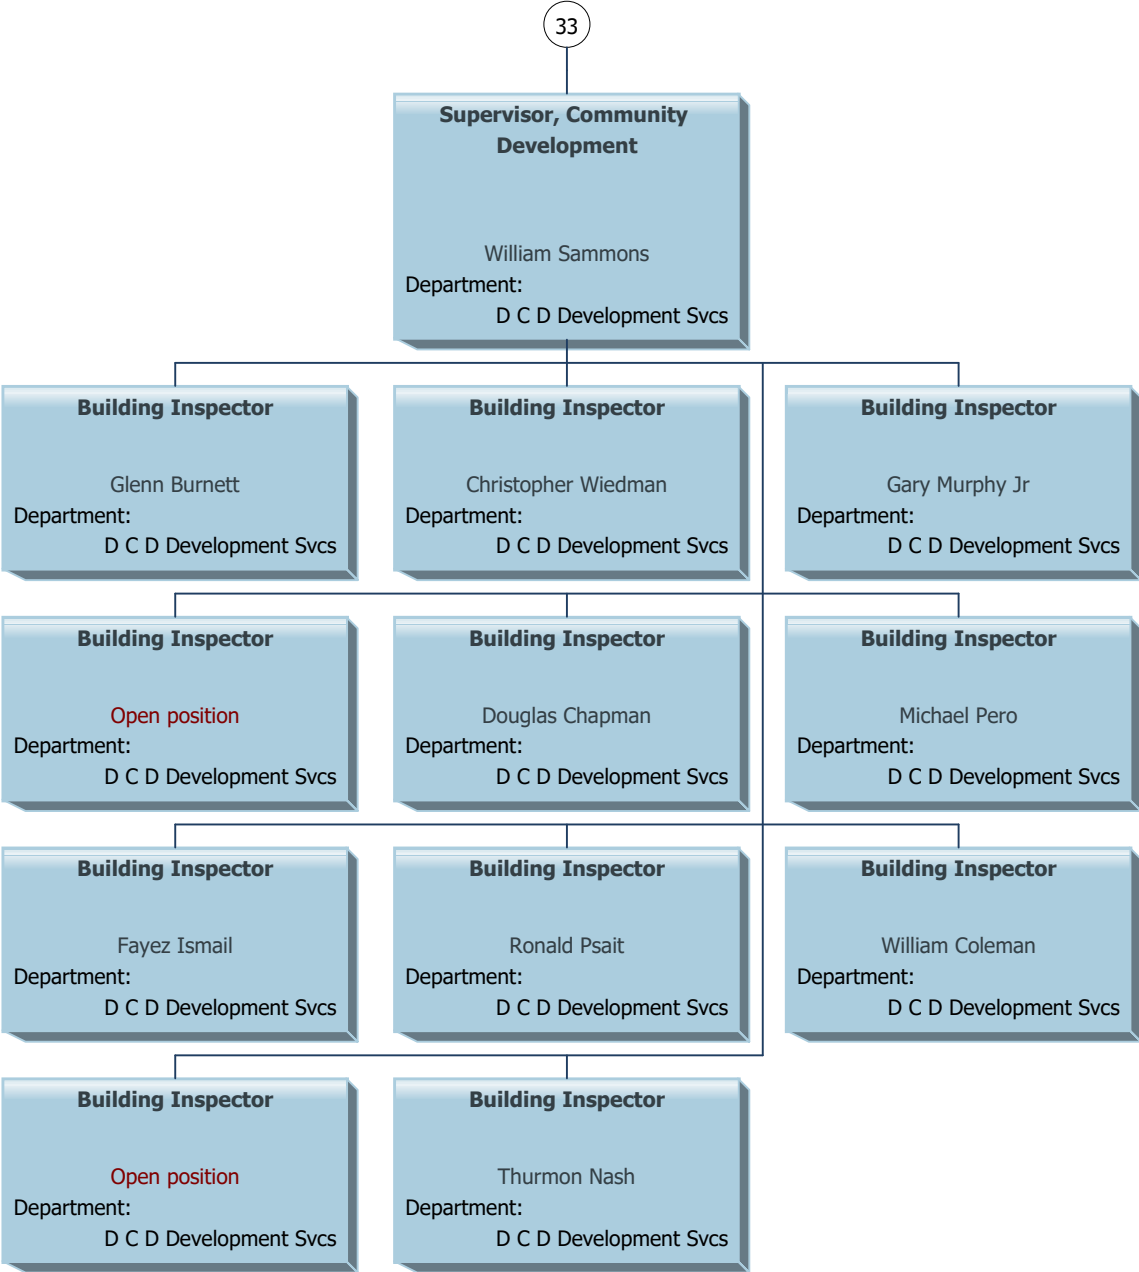 33
Supervisor, Community
Development
William Sammons
Department:
D C D Development Svcs
Building Inspector
Glenn Burnett
Department:
D C D Development Svcs
Building Inspector
Christopher Wiedman
Department:
D C D Development Svcs
Building Inspector
Gary Murphy Jr
Department:
D C D Development Svcs
Building Inspector
Open position
Department:
D C D Development Svcs
Building Inspector
Douglas Chapman
Department:
D C D Development Svcs
Building Inspector
Michael Pero
Department:
D C D Development Svcs
Building Inspector
Fayez Ismail
Department:
D C D Development Svcs
Building Inspector
Ronald Psait
Department:
D C D Development Svcs
Building Inspector
William Coleman
Department:
D C D Development Svcs
Building Inspector
Open position
Department:
D C D Development Svcs
Building Inspector
Thurmon Nash
Department:
D C D Development Svcs